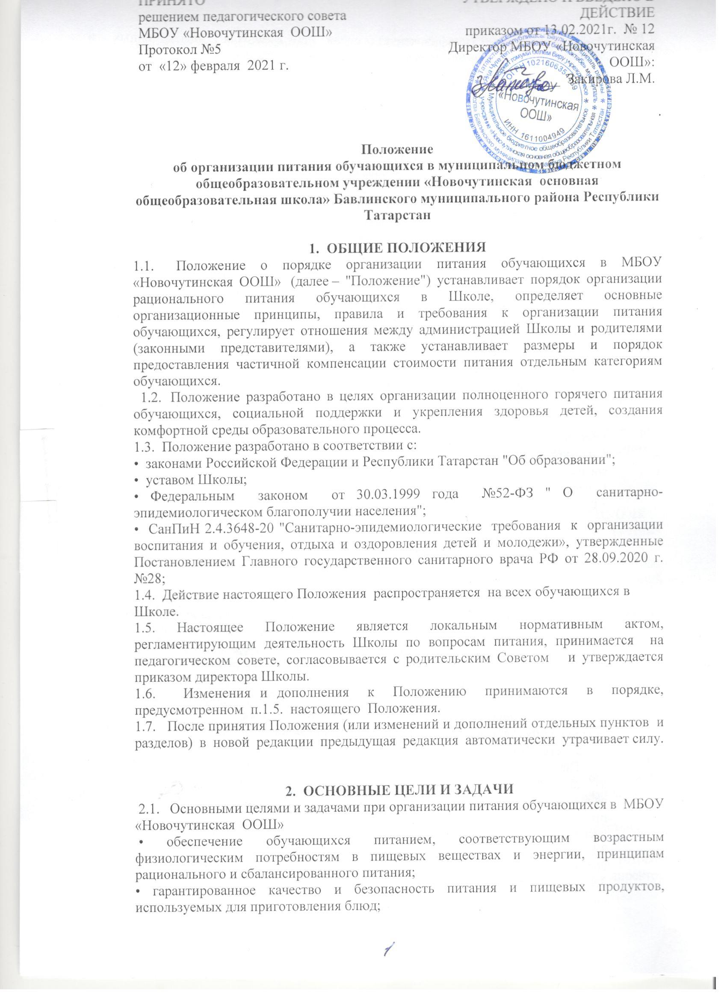 ПРИНЯТО
решением педагогического совета
МБОУ «Новочутинская ООШ»
Протокол №5
от «12» февраля 2021 г.
УТВЕРЖДЕНО И ВВЕДЕНО В
ДЕЙСТВИЕ
приказом от 13.02.2021г. № 12
Директор МБОУ «Новочутинская
ООШ»:
Закирова Л.М.
МБОУ
«Новочутинская
ООШ»
ИНН 1611004949
Положение
об организации питания обучающихся в муниципальном бюджетном
общеобразовательном учреждении «Новочутинская основная
общеобразовательная школа» Бавлинского муниципального района Республики
Татарстан
1. ОБЩИЕ ПОЛОЖЕНИЯ
1.1. Положение о порядке организации питания обучающихся в МБОУ
«Новочутинская ООШ» (далее – "Положение") устанавливает порядок организации
рационального питания обучающихся в Школе, определяет основные
организационные принципы, правила и требования к организации питания
обучающихся, регулирует отношения между администрацией Школы и родителями
(законными представителями), а также устанавливает размеры и порядок
предоставления частичной компенсации стоимости питания отдельным категориям
обучающихся.
1.2. Положение разработано в целях организации полноценного горячего питания
обучающихся, социальной поддержки и укрепления здоровья детей, создания
комфортной среды образовательного процесса.
1.3. Положение разработано в соответствии с:
• законами Российской Федерации и Республики Татарстан "Об образовании";
• уставом Школы;
• Федеральным законом от 30.03.1999 года №52-ФЗ " О санитарно-
эпидемиологическом благополучии населения";
• СанПиН 2.4.3648-20 "Санитарно-эпидемиологические требования к организации
воспитания и обучения, отдыха и оздоровления детей и молодежи», утвержденные
Постановлением Главного государственного санитарного врача РФ от 28.09.2020 г.
№28;
1.4. Действие настоящего Положения распространяется на всех обучающихся в
Школе.
1.5. Настоящее Положение является локальным нормативным актом,
регламентирующим деятельность Школы по вопросам питания, принимается на
педагогическом совете, согласовывается с родительским Советом и утверждается
приказом директора Школы.
1.6. Изменения и дополнения к Положению принимаются в порядке,
предусмотренном п.1.5. настоящего Положения.
1.7. После принятия Положения (или изменений и дополнений отдельных пунктов и
разделов) в новой редакции предыдущая редакция автоматически утрачивает силу.
2. ОСНОВНЫЕ ЦЕЛИ И ЗАДАЧИ
2.1. Основными целями и задачами при организации питания обучающихся в МБОУ
«Новочутинская ООШ»
• обеспечение обучающихся питанием, соответствующим возрастным
физиологическим потребностям в пищевых веществах и энергии, принципам
рационального и сбалансированного питания;
• гарантированное качество и безопасность питания и пищевых продуктов,
используемых для приготовления блюд;
1